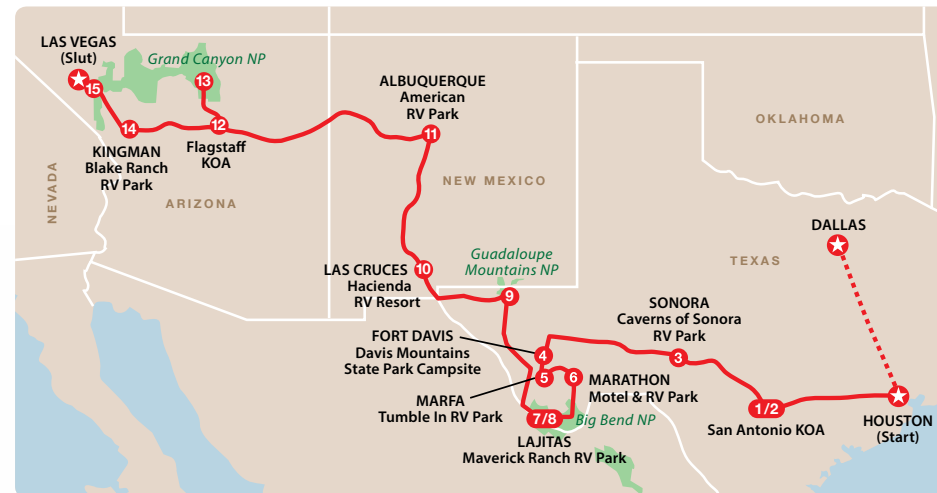 LAS VEGAS
(Slut)
Grand Canyon NP
15
13
14
12
KINGMAN
Blake Ranch
RV Park
Flagstaff
KOA
ALBUQUERQUE
American
RV Park
11
NEVADA
ARIZONA
NEW MEXICO
OKLAHOMA
TEXAS
DALLAS
LAS CRUCES
Hacienda
RV Resort
10
Guadaloupe
Mountains NP
9
SONORA
Caverns of Sonora
RV Park
3
FORT DAVIS
Davis Mountains
State Park Campsite
4
5
6
MARFA
Tumble In RV Park
MARATHON
Motel & RV Park
7/8
Big Bend NP
LAJITAS
Maverick Ranch RV Park
1/2
San Antonio KOA
HOUSTON
(Start)